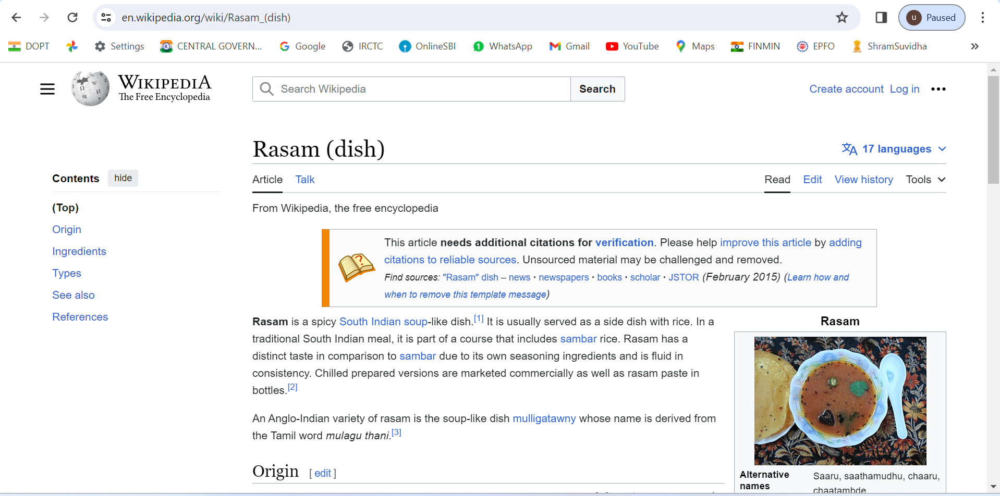 en.wikipedia.org/wiki/Rasam_(dish)
u Paused
DOPT Settings CENTRAL GOVERN... Google IRCTC OnlineSBI 1 WhatsApp Gmail YouTube Maps FINMIN EPFO ShramSuvidha »
WIKIPEDIA
The Free Encyclopedia
Search Wikipedia Search
Create account Log in
Rasam (dish)
17 languages
Contents hide
(Top)
Origin
Ingredients
Types
See also
References
Article Talk Read Edit View history Tools
From Wikipedia, the free encyclopedia
This article needs additional citations for verification. Please help improve this article by adding
citations to reliable sources. Unsourced material may be challenged and removed.
Find sources: "Rasam" dish – news · newspapers · books · scholar · JSTOR (February 2015) (Learn how and
when to remove this template message)
Rasam is a spicy South Indian soup-like dish.[1] It is usually served as a side dish with rice. In a
traditional South Indian meal, it is part of a course that includes sambar rice. Rasam has a
distinct taste in comparison to sambar due to its own seasoning ingredients and is fluid in
consistency. Chilled prepared versions are marketed commercially as well as rasam paste in
bottles.[2]
An Anglo-Indian variety of rasam is the soup-like dish mulligatawny whose name is derived from
the Tamil word mulagu thani.[3]
Origin [ edit ]
Rasam
Alternative names
Saaru, saathamudhu, chaaru,
chaatambde